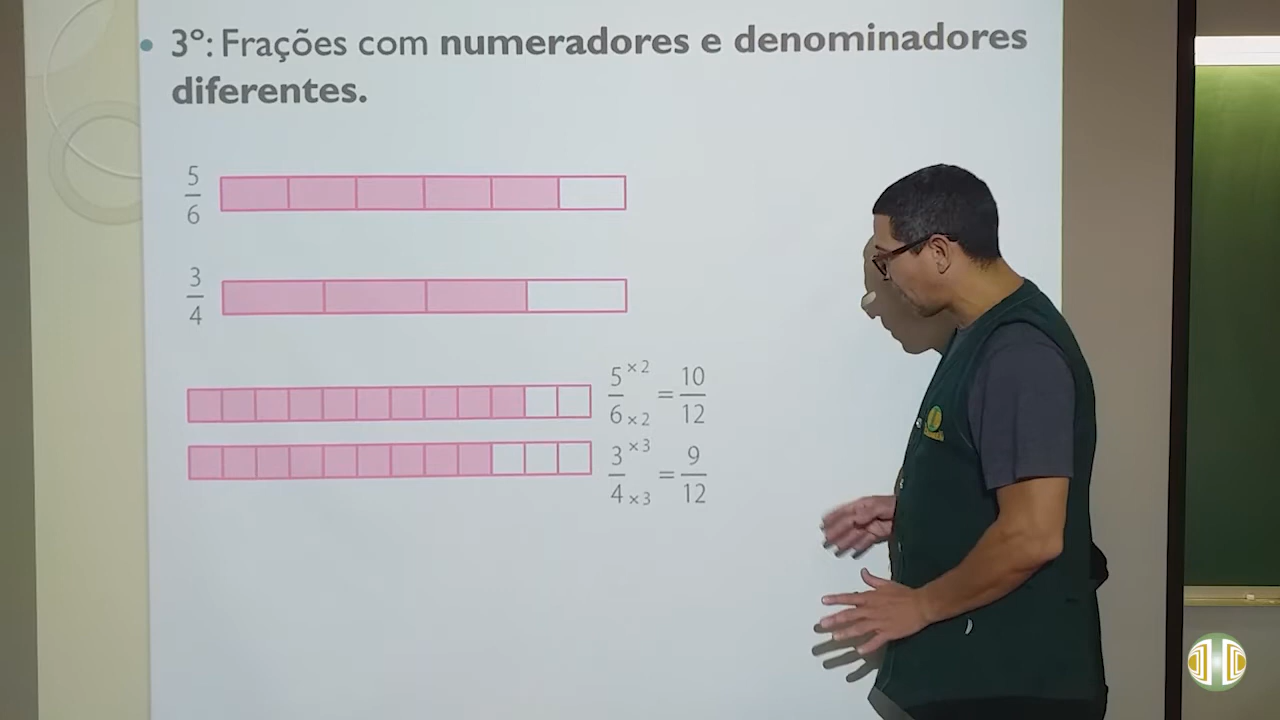 • 3º: Frações com numeradores e denominadores
diferentes.
5/6
3/4
5×2/6×2 = 10/12
3×3/4×3 = 9/12